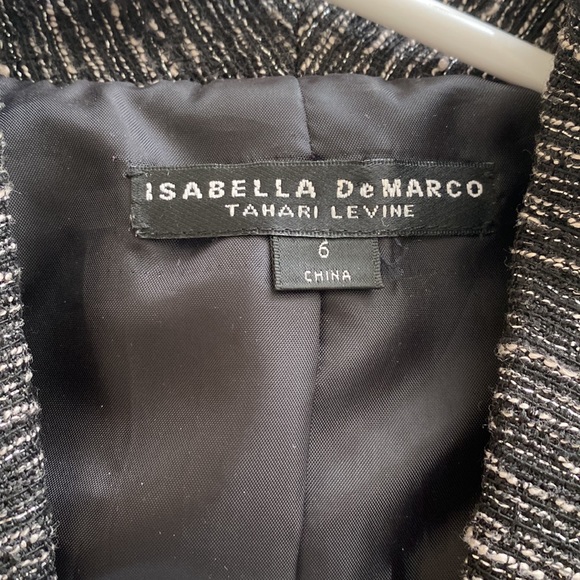 ISABELLA DeMARCO
TAHARI LEVINE
6
CHINA